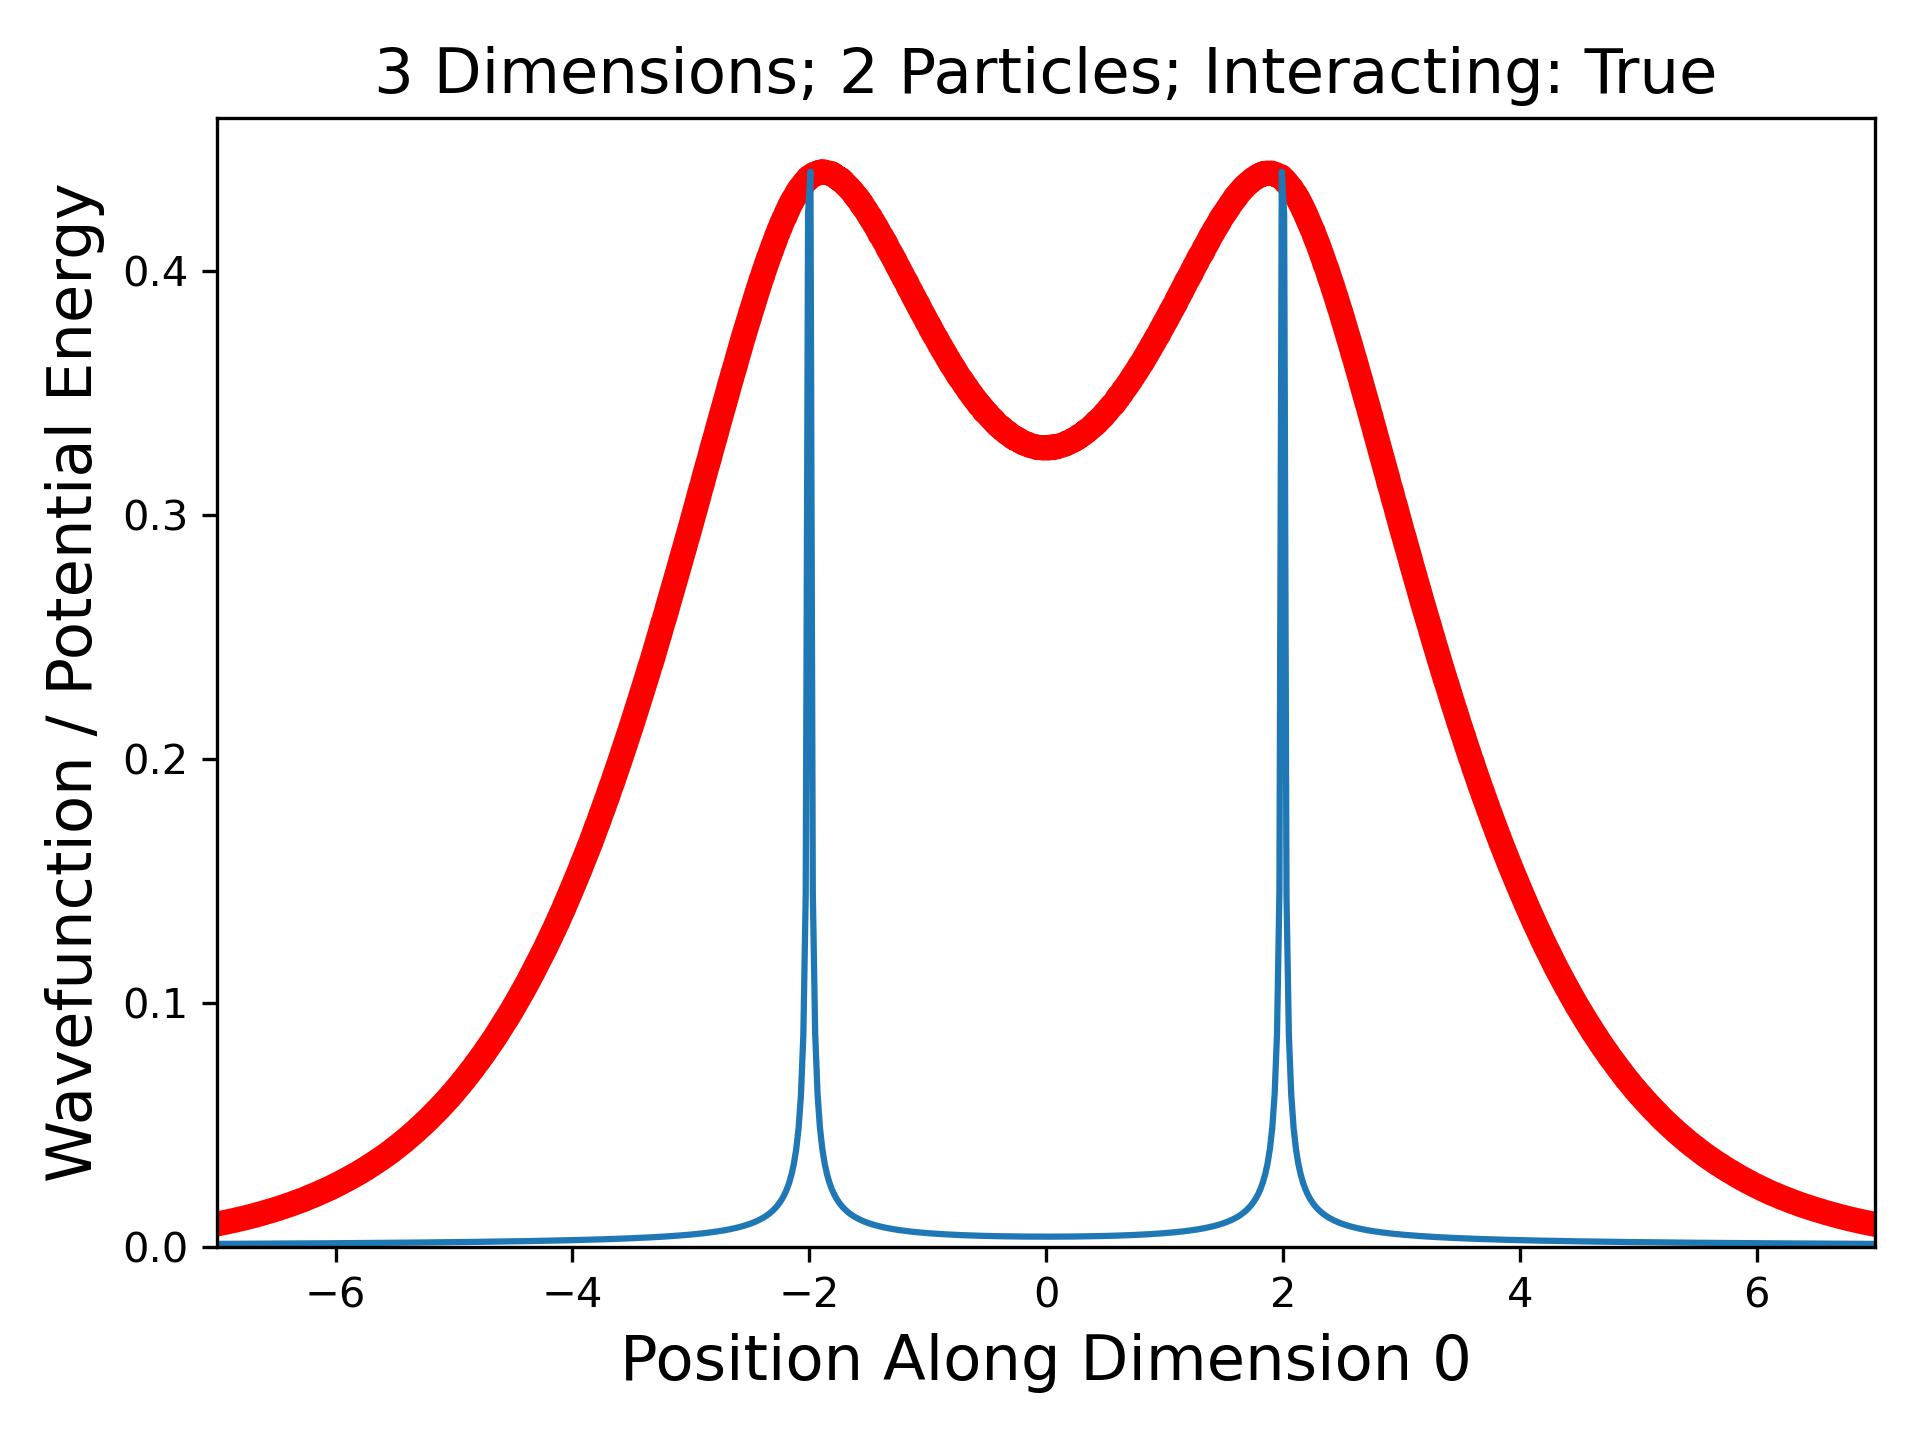 3 Dimensions; 2 Particles; Interacting: True
Wavefunction / Potential Energy
0.4
0.3
0.2
0.1
0.0
−6 −4 −2 0 2 4 6
Position Along Dimension 0